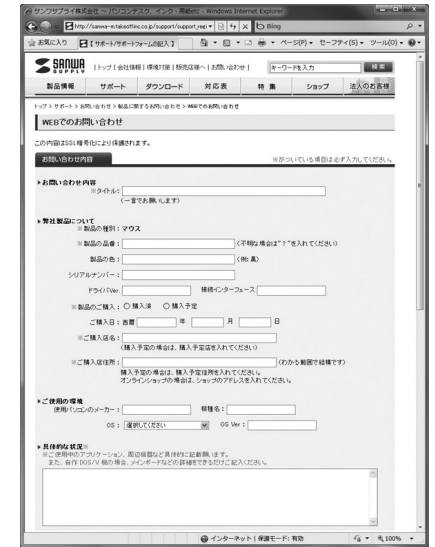 サンワサプライ株式会社
Windows Internet Explorer
Bing
お気に入り
【サポート/サポートフォームの記入】
ページ(P) セーフティ(S) ツール(O)
SANWA SUPPLY
|トップ|会社情報|環境対策|販売店様へ|お問い合わせ|
キーワードを入力
検索
製品情報 サポート ダウンロード 対応表 特集 ショップ 法人のお客様
トップ > サポート > お問い合わせ > 製品に関するお問い合わせ > WEBでのお問い合わせ
WEBでのお問い合わせ
この内容はSSL暗号化により保護されます。
お問い合わせ内容
※がついている項目は必ず入力してください。
お問い合わせ内容
※タイトル:
(一言でお願いします)
弊社製品について
※製品の種別: マウス
※製品の品番:
(不明な場合は"?"を入れてください)
製品の色:
(例: 黒)
シリアルナンバー:
ドライバVer.
接続インターフェース
※製品のご購入: 購入済 購入予定
ご購入日: 西暦 年 月 日
※ご購入店名:
(購入予定の場合は、購入予定店を入れてください)
※ご購入店住所:
(わかる範囲で結構です)
購入予定の場合は、購入予定住所を入れてください。
オンラインショップの場合は、ショップのアドレスを入れてください。
ご使用の環境
使用パソコンのメーカー:
機種名:
OS: 選択してください
OS Ver:
具体的な状況※
※ご使用中のアプリケーション、周辺機器など具体的に記載願います。
また、自作DOS/V機の場合、メインボードなどの詳細をできるだけご記入ください。
インターネット | 保護モード: 有効
100%